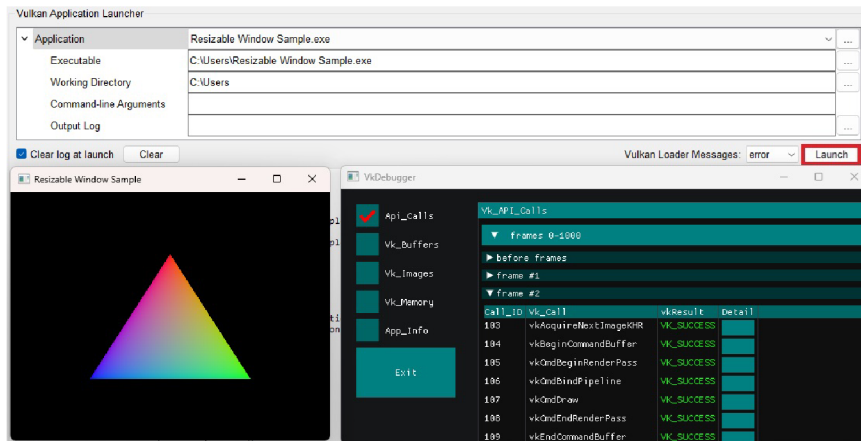 Vulkan Application Launcher
Application Resizable Window Sample.exe ...
Executable C:\Users\Resizable Window Sample.exe ...
Working Directory C:\Users ...
Command-line Arguments
Output Log ...
Clear log at launch Clear Vulkan Loader Messages: error Launch
Resizable Window Sample
VkDebugger
Api_Calls
Vk_Buffers
Vk_Images
Vk_Memory
App_Info
Exit
Vk_API_Calls
frames 0-1000
before frames
frame #1
frame #2
Call_ID Vk_Call vkResult Detail
103 vkAcquireNextImageKHR VK_SUCCESS
104 vkBeginCommandBuffer VK_SUCCESS
105 vkCmdBeginRenderPass VK_SUCCESS
106 vkCmdBindPipeline VK_SUCCESS
107 vkCmdDraw VK_SUCCESS
108 vkCmdEndRenderPass VK_SUCCESS
109 vkEndCommandBuffer VK_SUCCESS